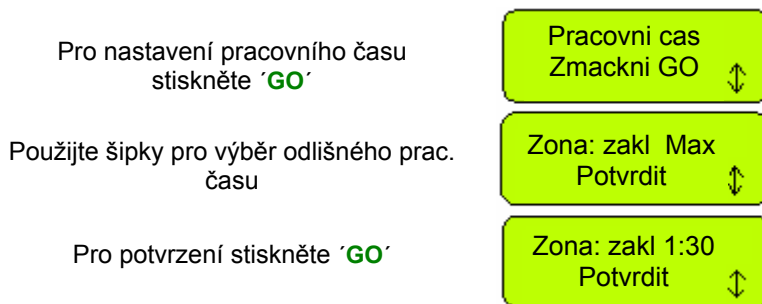 Pro nastavení pracovního času
stiskněte ´GO´
Pracovni cas
Zmackni GO
Použijte šipky pro výběr odlišného prac.
času
Zona: zakl Max
Potvrdit
Pro potvrzení stiskněte ´GO´
Zona: zakl 1:30
Potvrdit